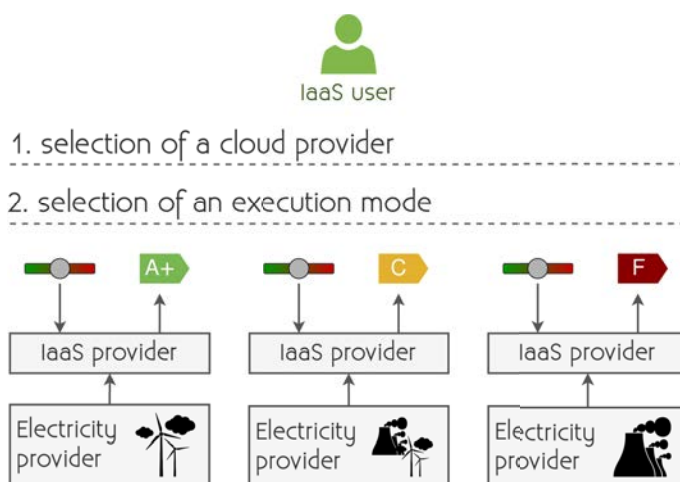 IaaS user
1. selection of a cloud provider
2. selection of an execution mode
A+
C
F
IaaS provider
IaaS provider
IaaS provider
Electricity
provider
Electricity
provider
Electricity
provider